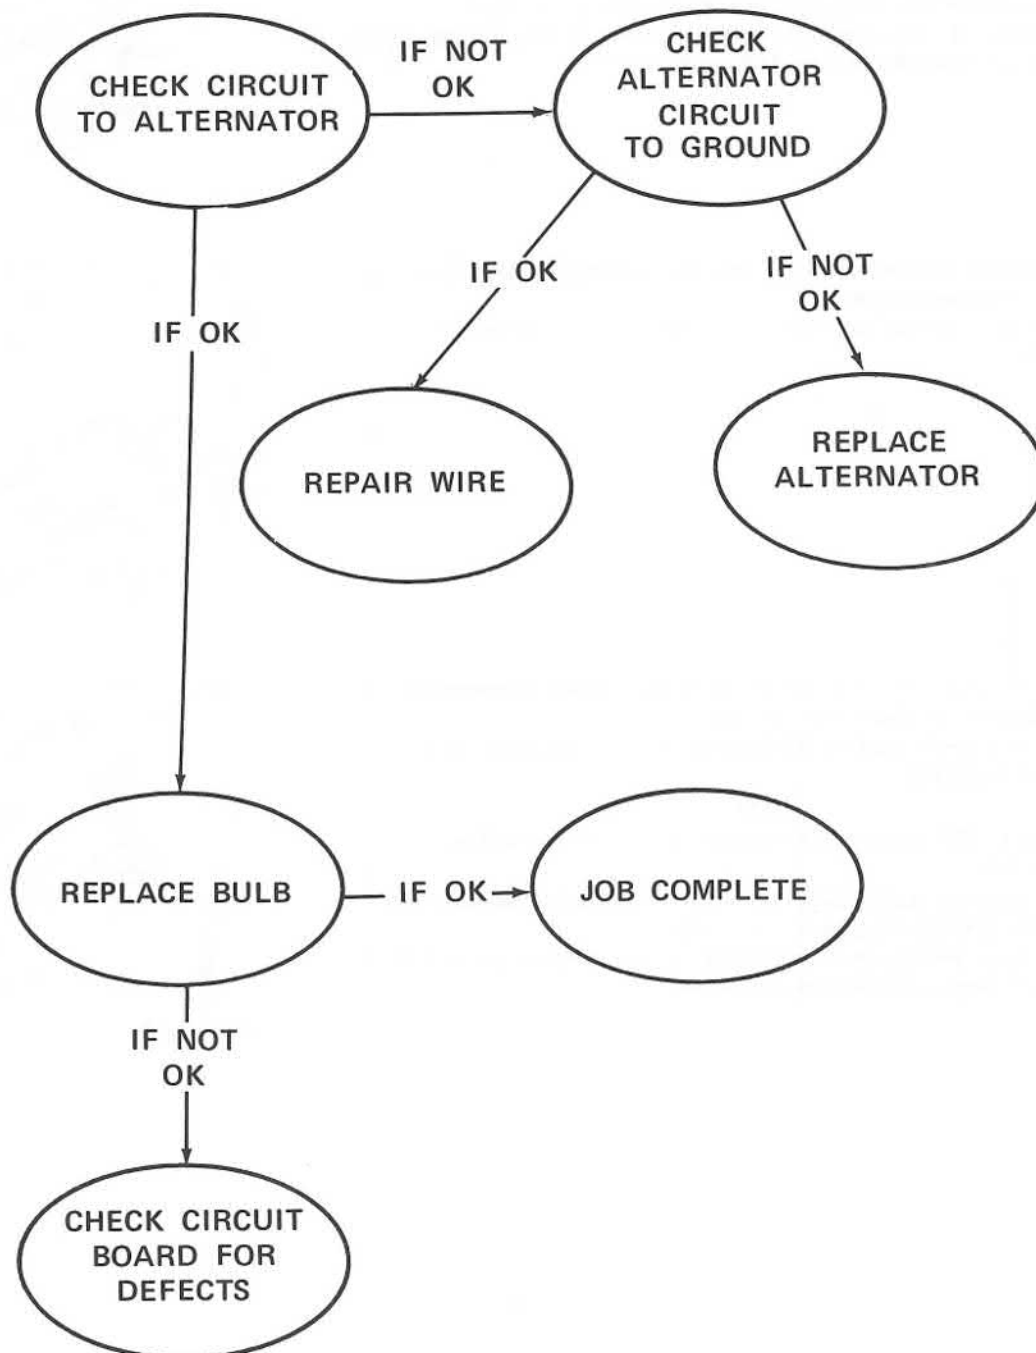 CHECK CIRCUIT
TO ALTERNATOR
IF NOT
OK
CHECK
ALTERNATOR
CIRCUIT
TO GROUND
IF OK
IF OK
IF NOT
OK
REPAIR WIRE
REPLACE
ALTERNATOR
REPLACE BULB
IF OK
JOB COMPLETE
IF NOT
OK
CHECK CIRCUIT
BOARD FOR
DEFECTS